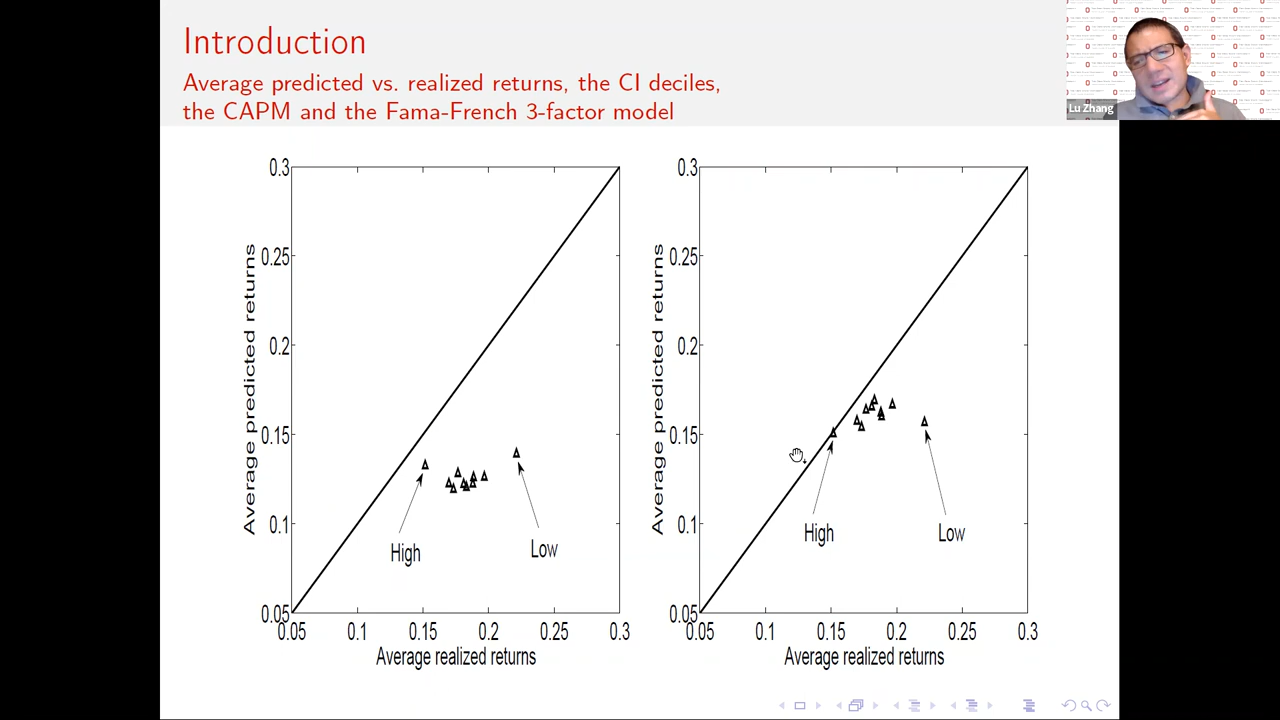 Introduction
Average predicted vs. realized returns, the CI deciles,
the CAPM and the Fama-French 3-factor model
Lu Zhang
0.3
0.25
0.2
0.15
0.1
0.05
Average predicted returns
High
Low
0.05 0.1 0.15 0.2 0.25 0.3
Average realized returns
0.3
0.25
0.2
0.15
0.1
0.05
Average predicted returns
High
Low
0.05 0.1 0.15 0.2 0.25 0.3
Average realized returns